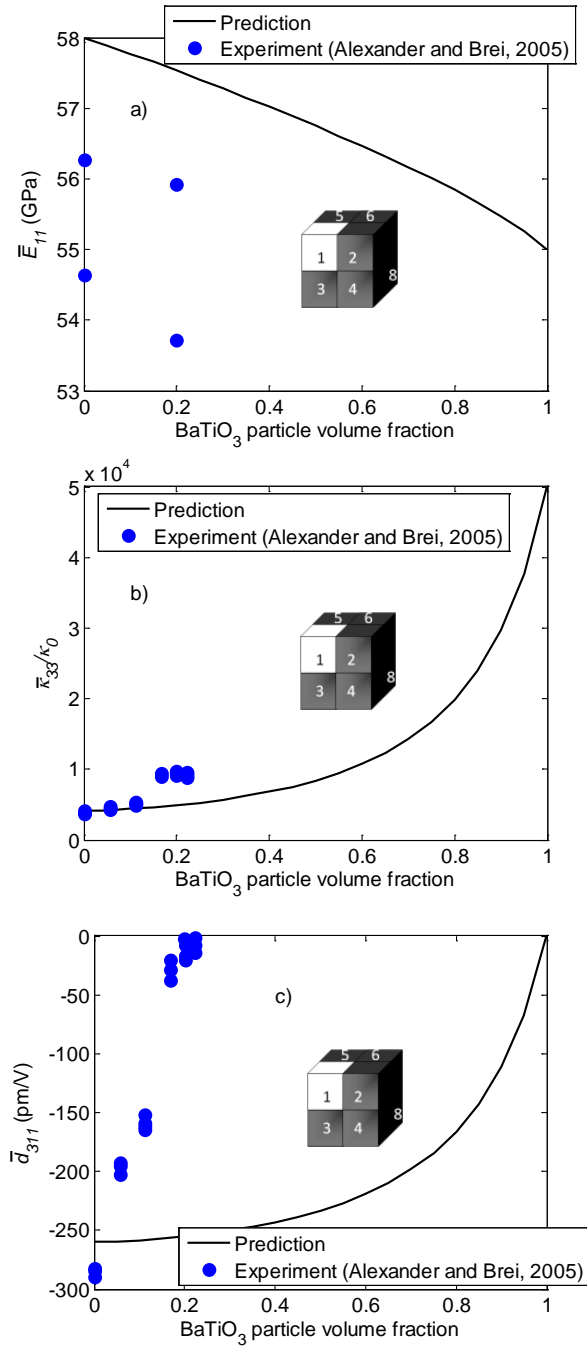 58
Prediction
Experiment (Alexander and Brei, 2005)
57
a)
56
5 6
1 2
8
3 4
55
54
53
E̅11 (GPa)
0 0.2 0.4 0.6 0.8 1
BaTiO3 particle volume fraction
x 10^4
5
Prediction
Experiment (Alexander and Brei, 2005)
4
b)
3
5 6
1 2
8
3 4
2
1
0
κ̅33/κ0
0 0.2 0.4 0.6 0.8 1
BaTiO3 particle volume fraction
0
c)
-50
-100
5 6
1 2
8
3 4
-150
-200
-250
Prediction
Experiment (Alexander and Brei, 2005)
-300
d̅311 (pm/V)
0 0.2 0.4 0.6 0.8 1
BaTiO3 particle volume fraction